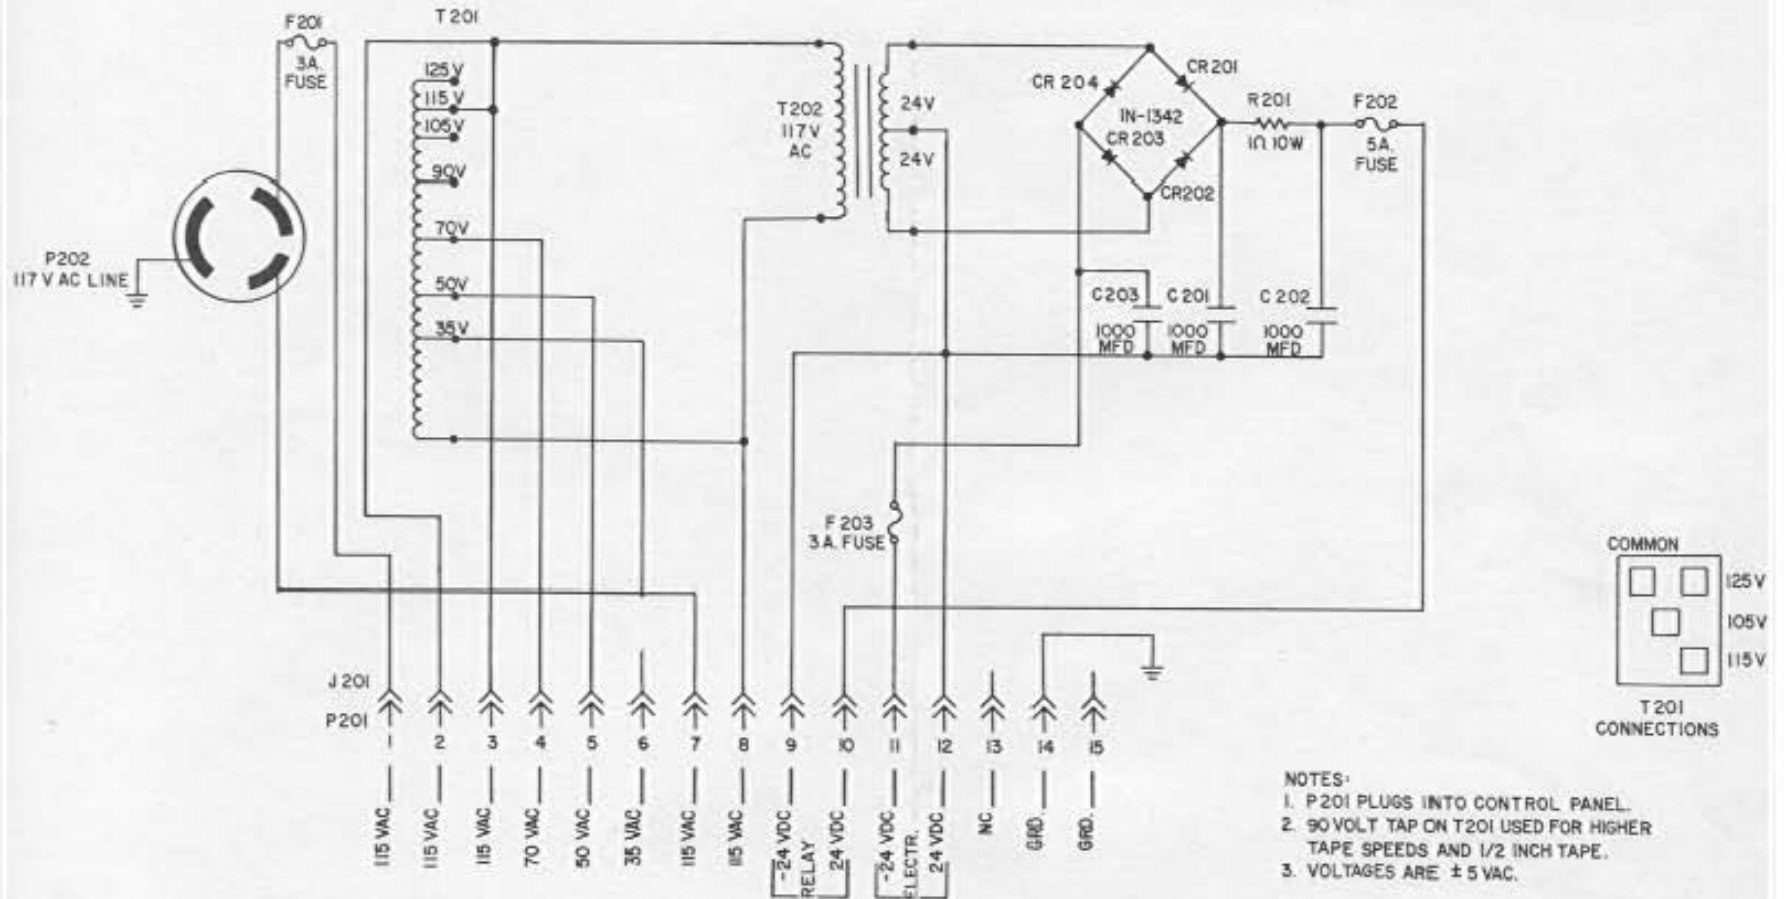 F201
3A.
FUSE
T201
125V
115V
105V
90V
70V
50V
35V
P202
117 V AC LINE
T202
117V
AC
24V
24V
CR 204
CR 201
IN-1342
CR 203
CR202
R201
1Ω 10W
F202
5A.
FUSE
C203
1000
MFD
C 201
1000
MFD
C 202
1000
MFD
F 203
3A. FUSE
J201
P201
1 2 3 4 5 6 7 8 9 10 11 12 13 14 15
115 VAC
115 VAC
115 VAC
70 VAC
50 VAC
35 VAC
115 VAC
115 VAC
-24 VDC
RELAY
24 VDC
-24 VDC
ELECTR.
24 VDC
NC
GRD.
GRD.
COMMON
125V
105V
115V
T201
CONNECTIONS
NOTES:
1. P201 PLUGS INTO CONTROL PANEL.
2. 90 VOLT TAP ON T201 USED FOR HIGHER
TAPE SPEEDS AND 1/2 INCH TAPE.
3. VOLTAGES ARE ± 5 VAC.